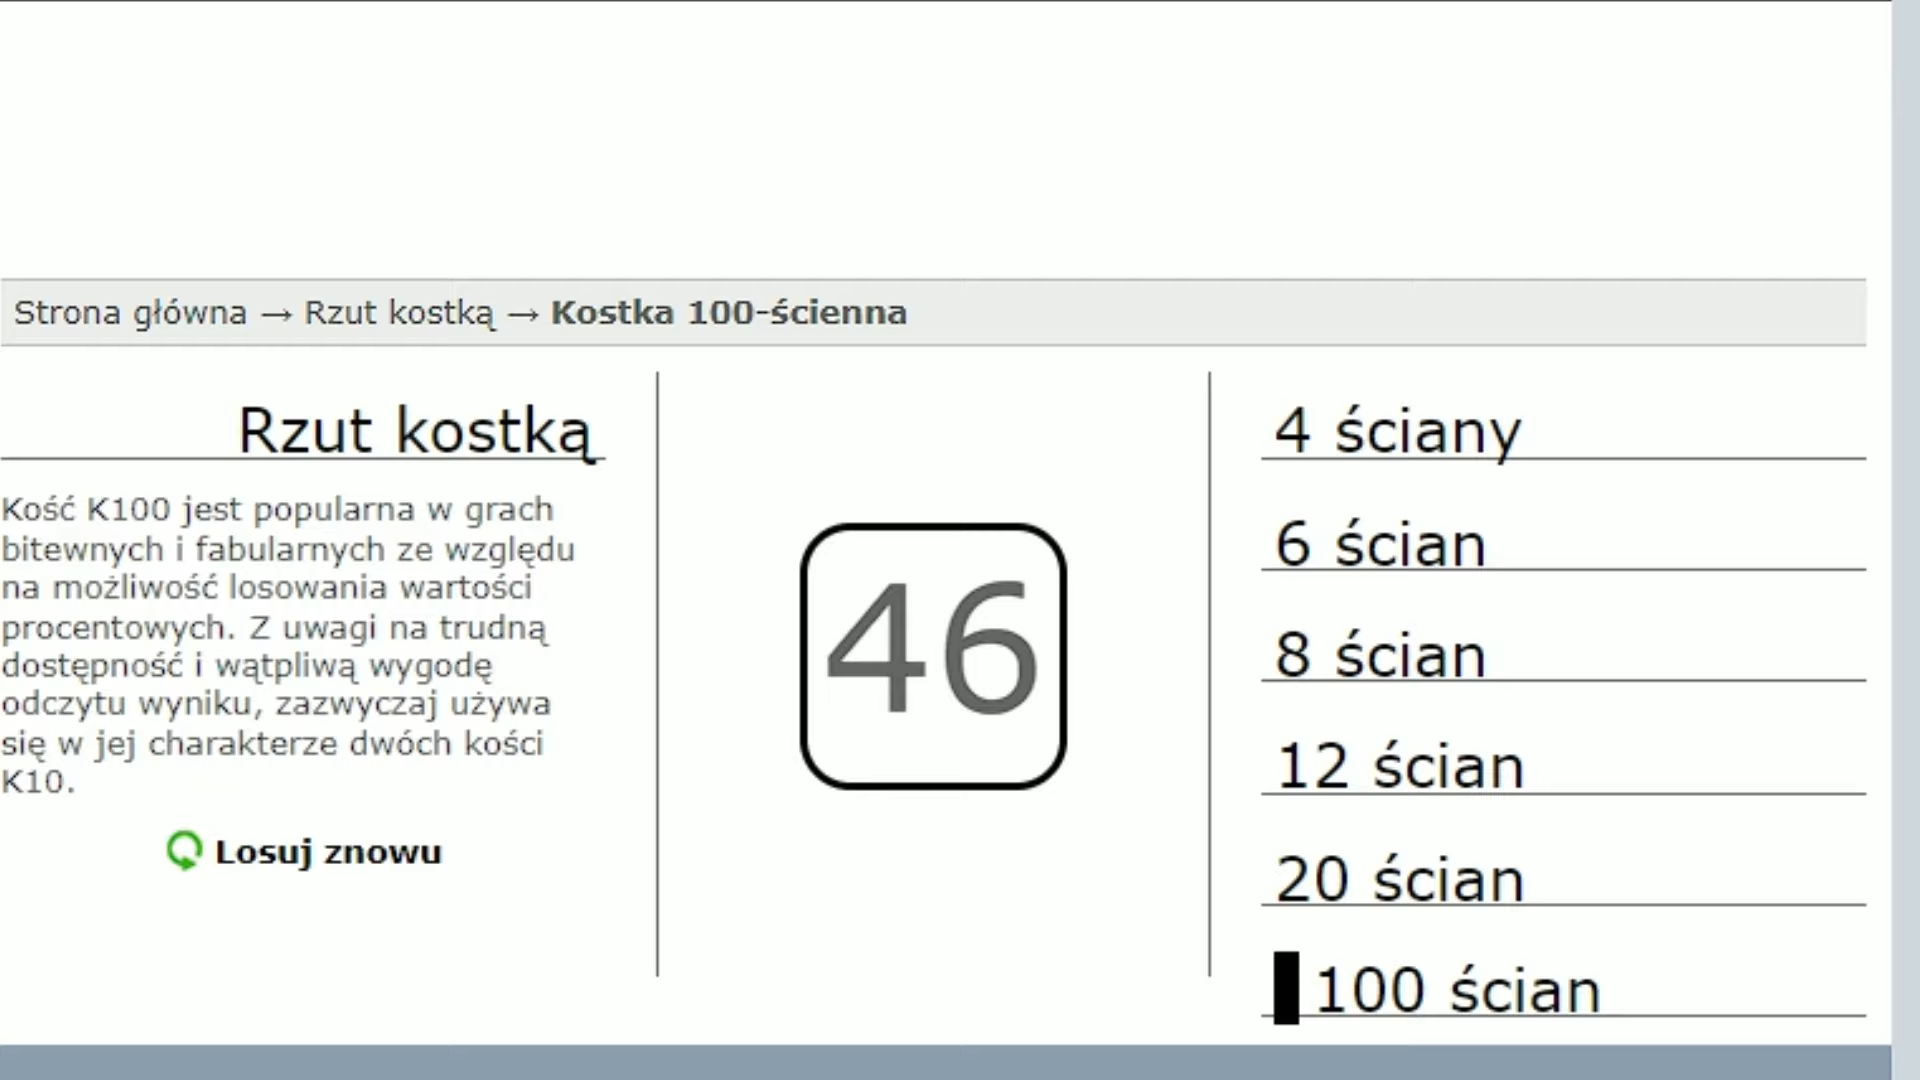 Strona główna → Rzut kostką → Kostka 100-ścienna
Rzut kostką
Kość K100 jest popularna w grach
bitewnych i fabularnych ze względu
na możliwość losowania wartości
procentowych. Z uwagi na trudną
dostępność i wątpliwą wygodę
odczytu wyniku, zazwyczaj używa
się w jej charakterze dwóch kości
K10.
Losuj znowu
46
4 ściany
6 ścian
8 ścian
12 ścian
20 ścian
100 ścian